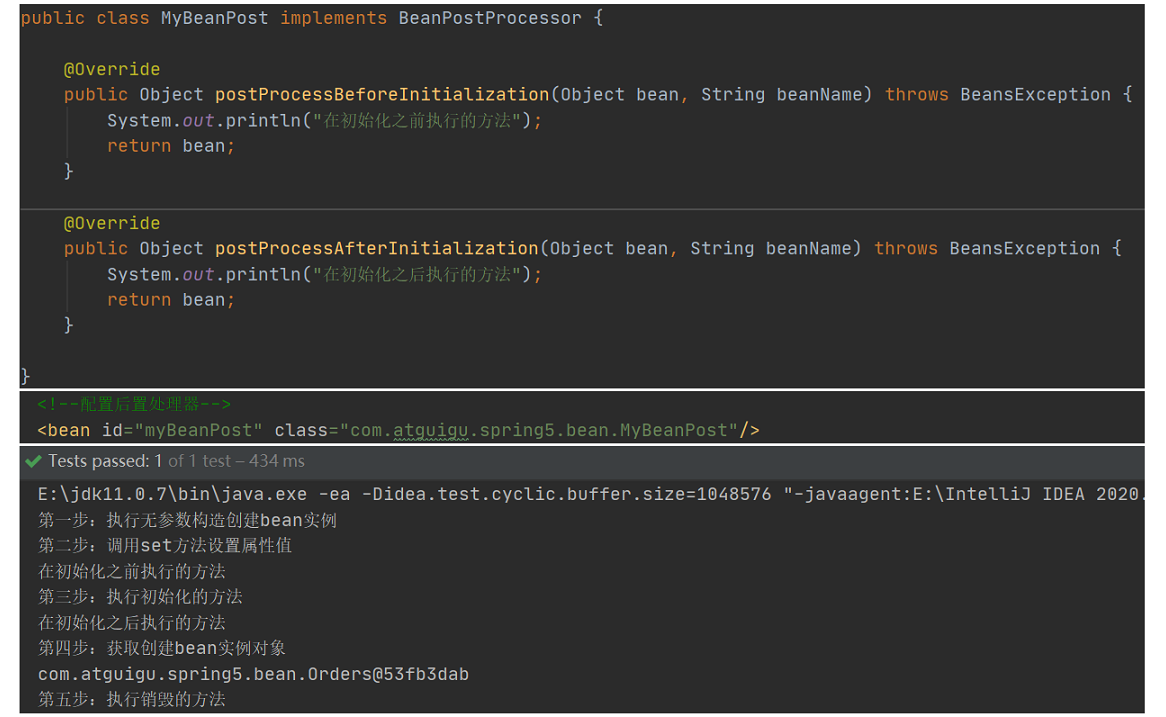 public class MyBeanPost implements BeanPostProcessor {
@Override
public Object postProcessBeforeInitialization(Object bean, String beanName) throws BeansException {
System.out.println("在初始化之前执行的方法");
return bean;
}
@Override
public Object postProcessAfterInitialization(Object bean, String beanName) throws BeansException {
System.out.println("在初始化之后执行的方法");
return bean;
}
}
<!--配置后置处理器-->
<bean id="myBeanPost" class="com.atguigu.spring5.bean.MyBeanPost"/>
Tests passed: 1 of 1 test – 434 ms
E:\jdk11.0.7\bin\java.exe -ea -Didea.test.cyclic.buffer.size=1048576 "-javaagent:E:\IntelliJ IDEA 2020.
第一步：执行无参数构造创建bean实例
第二步：调用set方法设置属性值
在初始化之前执行的方法
第三步：执行初始化的方法
在初始化之后执行的方法
第四步：获取创建bean实例对象
com.atguigu.spring5.bean.Orders@53fb3dab
第五步：执行销毁的方法